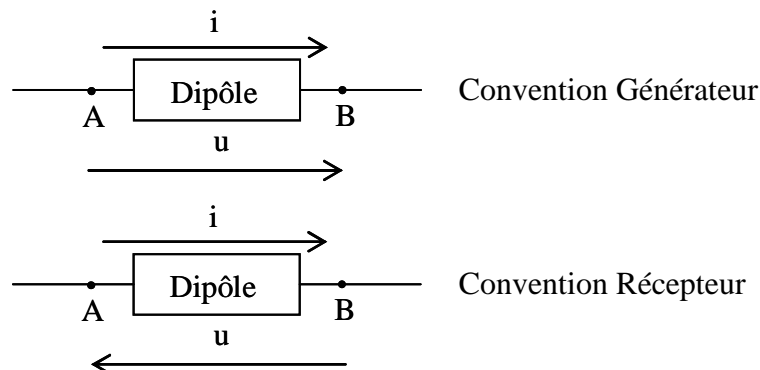 i
Dipôle
Convention Générateur
A
B
u
i
Dipôle
Convention Récepteur
A
B
u